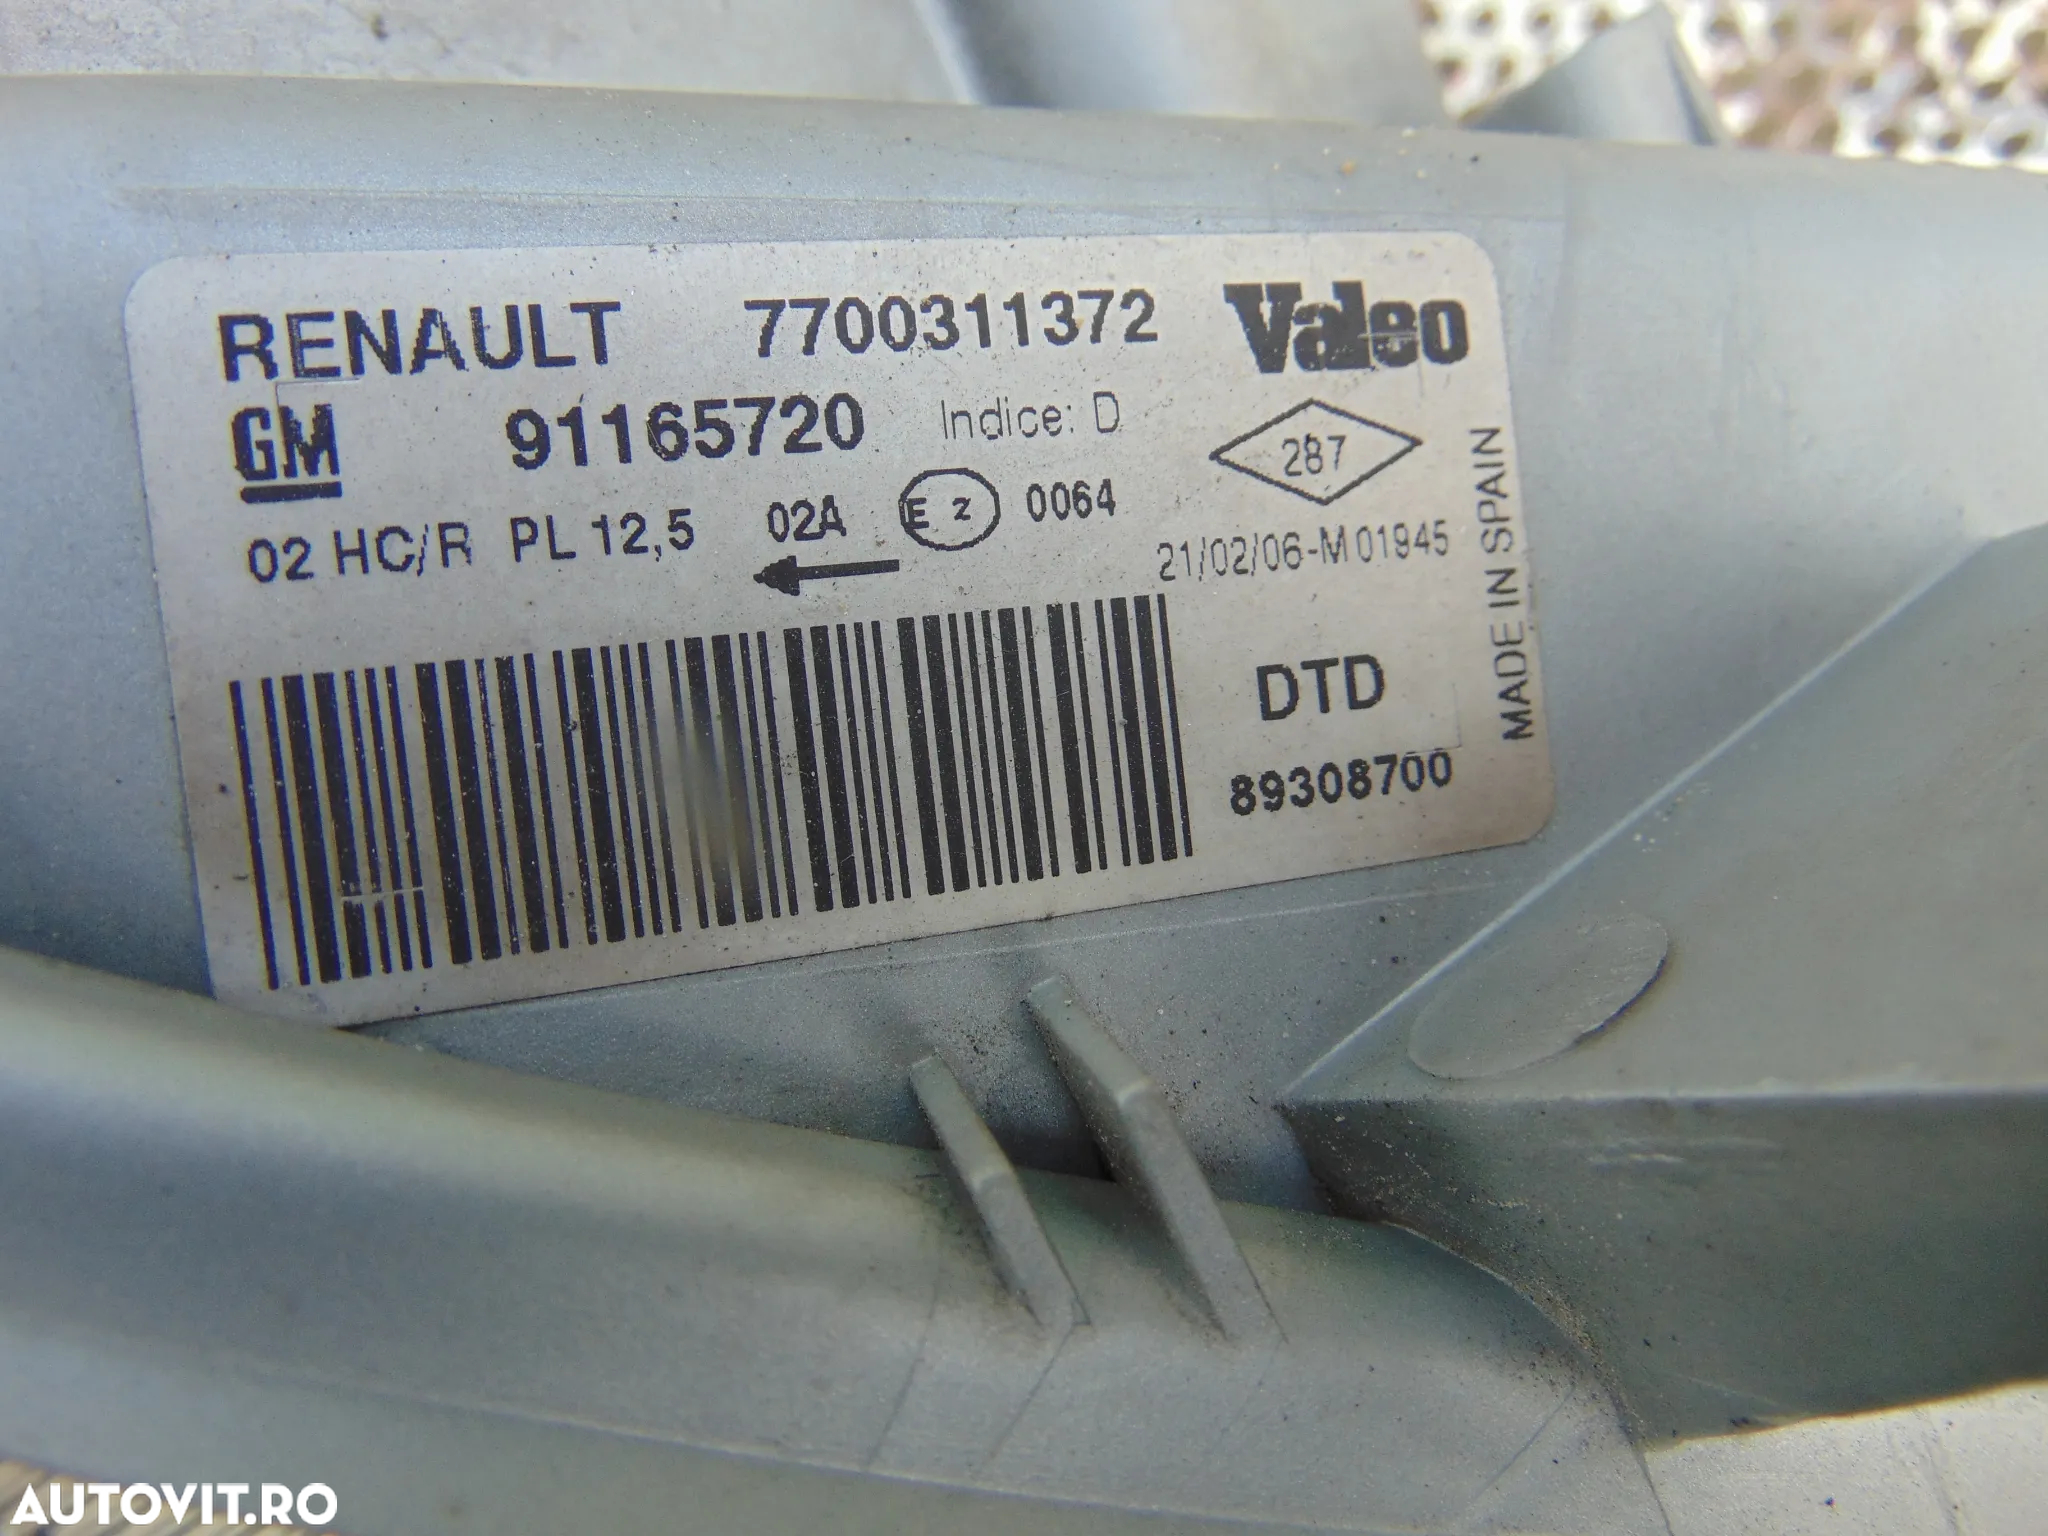 RENAULT 7700311372 Valeo
GM 91165720 Indice: D
287
02 HC/R PL 12,5 02A E 2 0064
21/02/06-M 01945
MADE IN SPAIN
DTD
89308700
AUTOVIT.RO